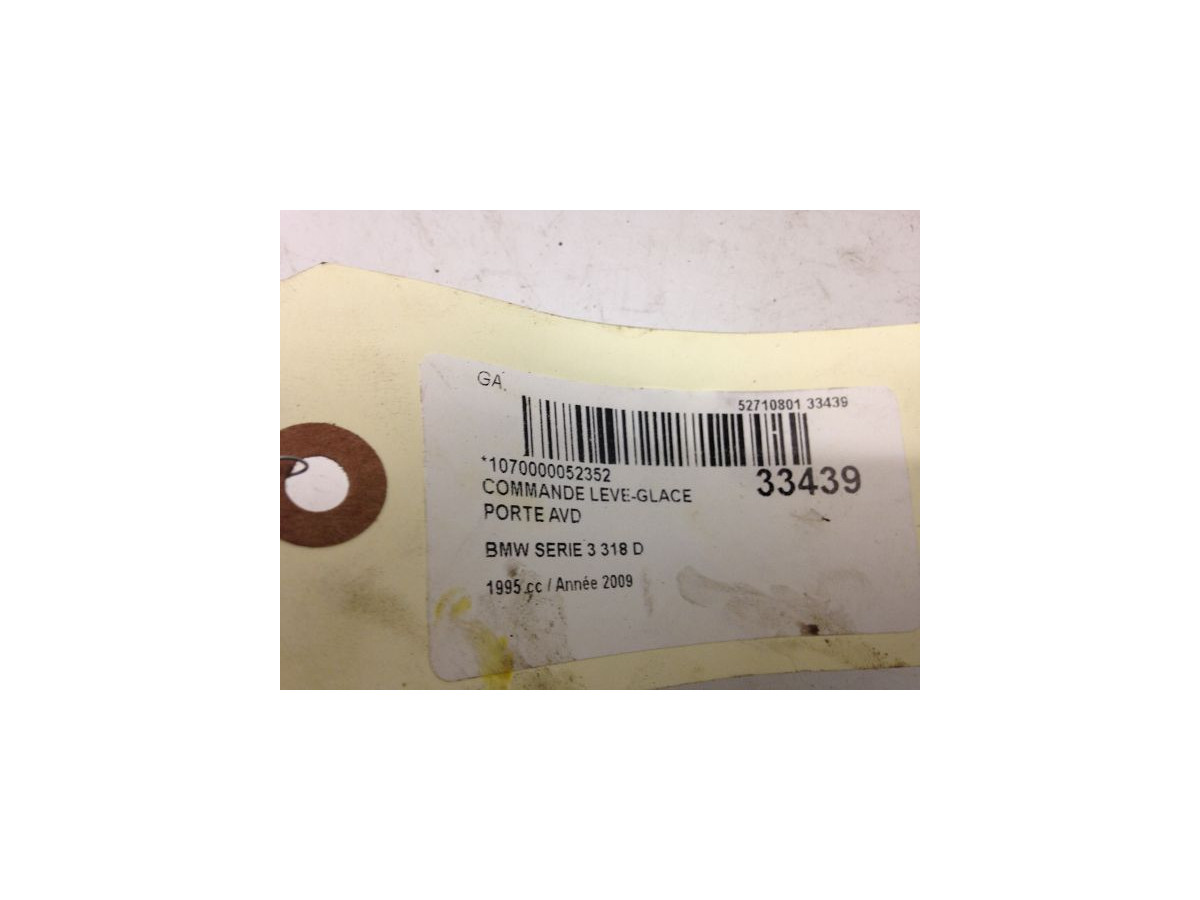 GA.
52710801 33439
*1070000052352
33439
COMMANDE LEVE-GLACE
PORTE AVD
BMW SERIE 3 318 D
1995 cc / Année 2009